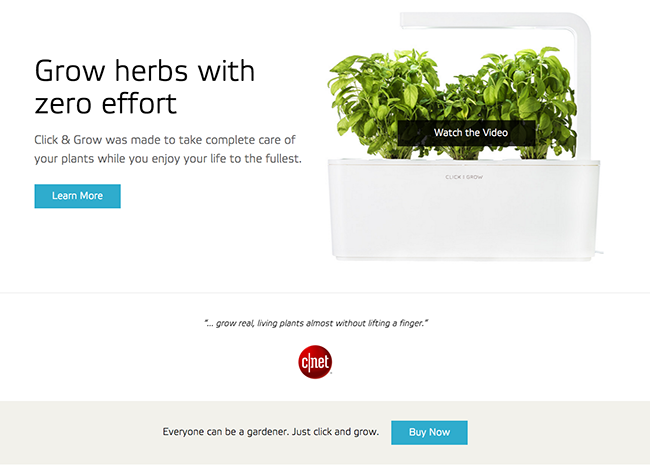 Grow herbs with
zero effort
Click & Grow was made to take complete care of
your plants while you enjoy your life to the fullest.
Learn More
Watch the Video
CLICK & GROW
“... grow real, living plants almost without lifting a finger.”
c|net
Everyone can be a gardener. Just click and grow.
Buy Now